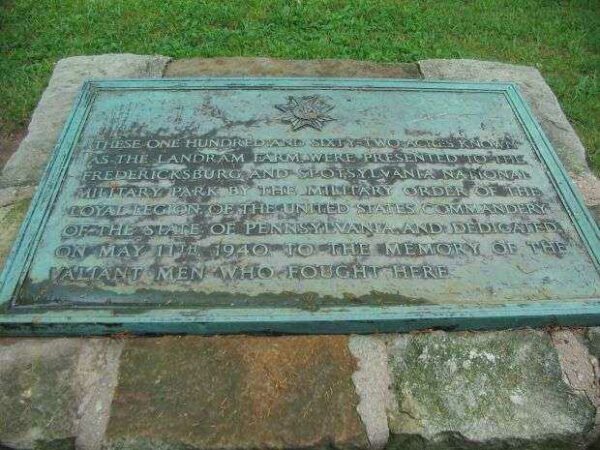 THESE ONE HUNDRED AND SIXTY-TWO ACRES KNOWN
AS THE LANDRAM FARM, WERE PRESENTED TO THE
FREDERICKSBURG AND SPOTSYLVANIA NATIONAL
MILITARY PARK BY THE MILITARY ORDER OF THE
LOYAL LEGION OF THE UNITED STATES COMMANDERY
OF THE STATE OF PENNSYLVANIA AND DEDICATED
ON MAY 11TH 1940, TO THE MEMORY OF THE
VALIANT MEN WHO FOUGHT HERE.